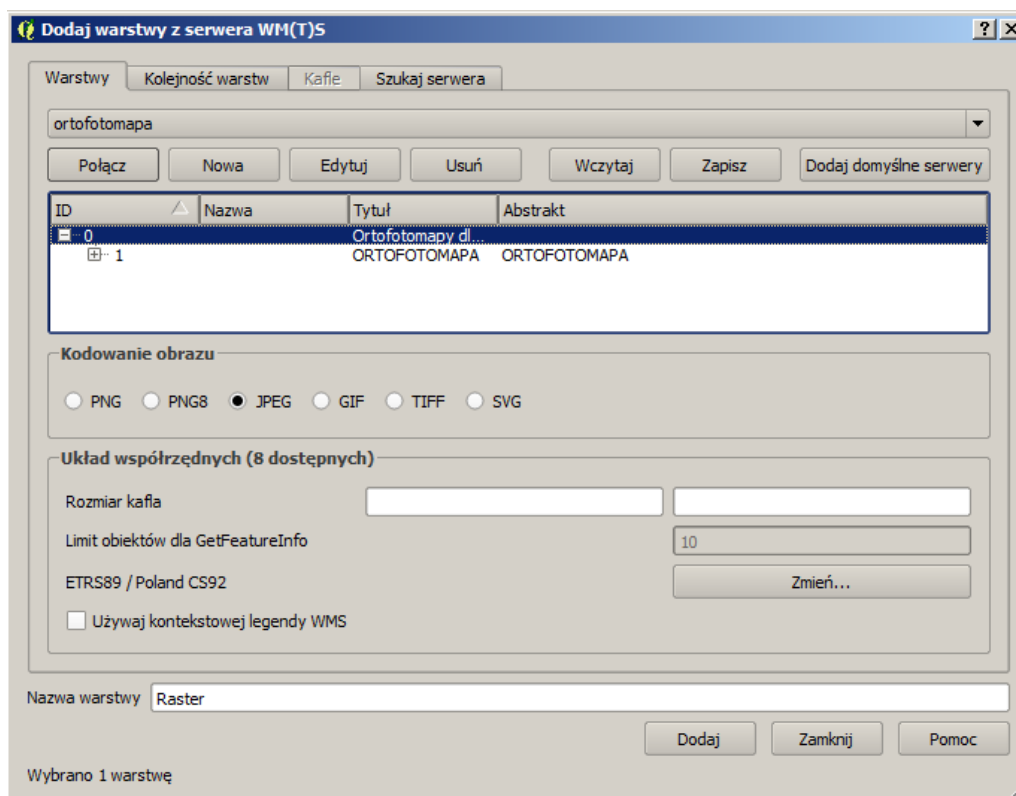 Dodaj warstwy z serwera WM(T)S
Warstwy Kolejność warstw Kafle Szukaj serwera
ortofotomapa
Połącz Nowa Edytuj Usuń Wczytaj Zapisz Dodaj domyślne serwery
ID Nazwa Tytuł Abstrakt
0 Ortofotomapy dl...
1 ORTOFOTOMAPA ORTOFOTOMAPA
Kodowanie obrazu
PNG PNG8 JPEG GIF TIFF SVG
Układ współrzędnych (8 dostępnych)
Rozmiar kafla
Limit obiektów dla GetFeatureInfo 10
ETRS89 / Poland CS92 Zmień...
Używaj kontekstowej legendy WMS
Nazwa warstwy Raster
Dodaj Zamknij Pomoc
Wybrano 1 warstwę